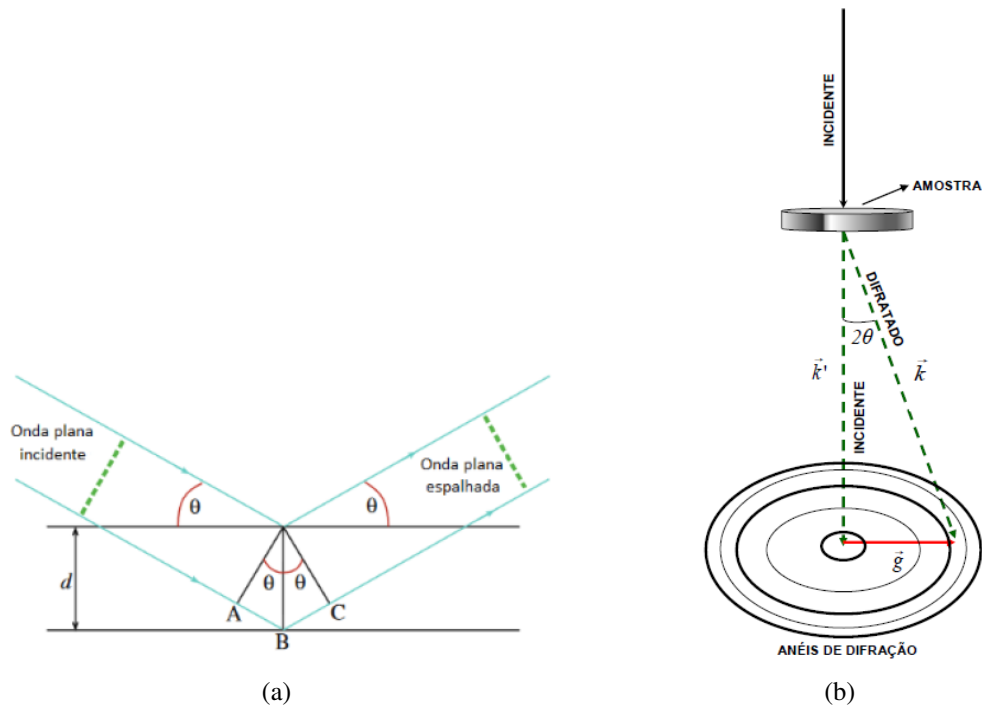 Onda plana
incidente
θ
θ
Onda plana
espalhada
d
θ
θ
A
B
C
(a)
INCIDENTE
AMOSTRA
DIFRATADO
2θ
k⃗'
k⃗
INCIDENTE
g⃗
ANÉIS DE DIFRAÇÃO
(b)